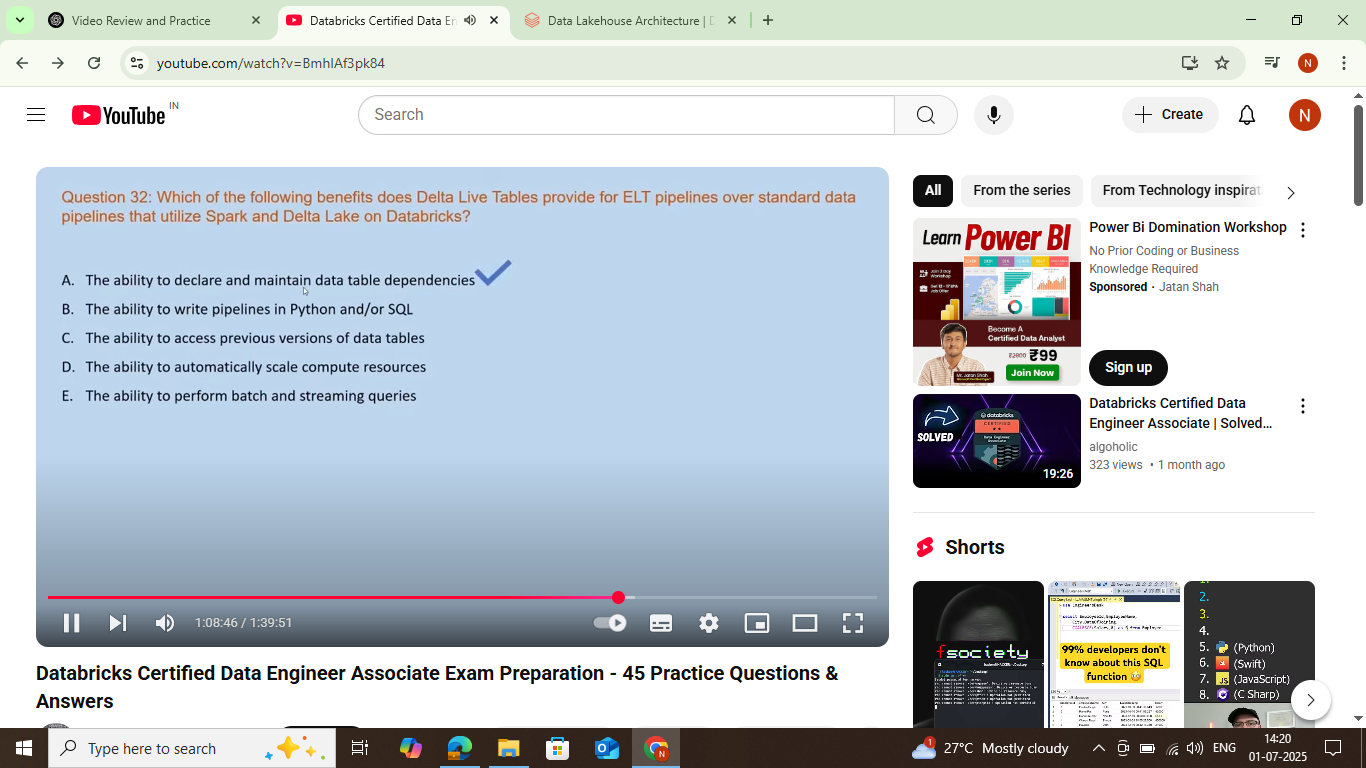 Video Review and Practice
Databricks Certified Data En
Data Lakehouse Architecture | D
youtube.com/watch?v=BmhlAf3pk84
N
YouTube IN
Search
Create
N
Question 32: Which of the following benefits does Delta Live Tables provide for ELT pipelines over standard data
pipelines that utilize Spark and Delta Lake on Databricks?
A. The ability to declare and maintain data table dependencies
B. The ability to write pipelines in Python and/or SQL
C. The ability to access previous versions of data tables
D. The ability to automatically scale compute resources
E. The ability to perform batch and streaming queries
1:08:46 / 1:39:51
Databricks Certified Data Engineer Associate Exam Preparation - 45 Practice Questions &
Answers
All
From the series
From Technology inspirat
Learn Power BI
Become A
Certified Data Analyst
₹99
Join Now
Power Bi Domination Workshop
No Prior Coding or Business
Knowledge Required
Sponsored · Jatan Shah
Sign up
databricks
CERTIFIED
SOLVED
19:26
Databricks Certified Data
Engineer Associate | Solved...
algoholic
323 views • 1 month ago
Shorts
fsociety
99% developers don't
know about this SQL
function
2.
3.
4.
5. (Python)
6. (Swift)
7. (JavaScript)
8. (C Sharp)
Type here to search
27°C Mostly cloudy
ENG
14:20
01-07-2025